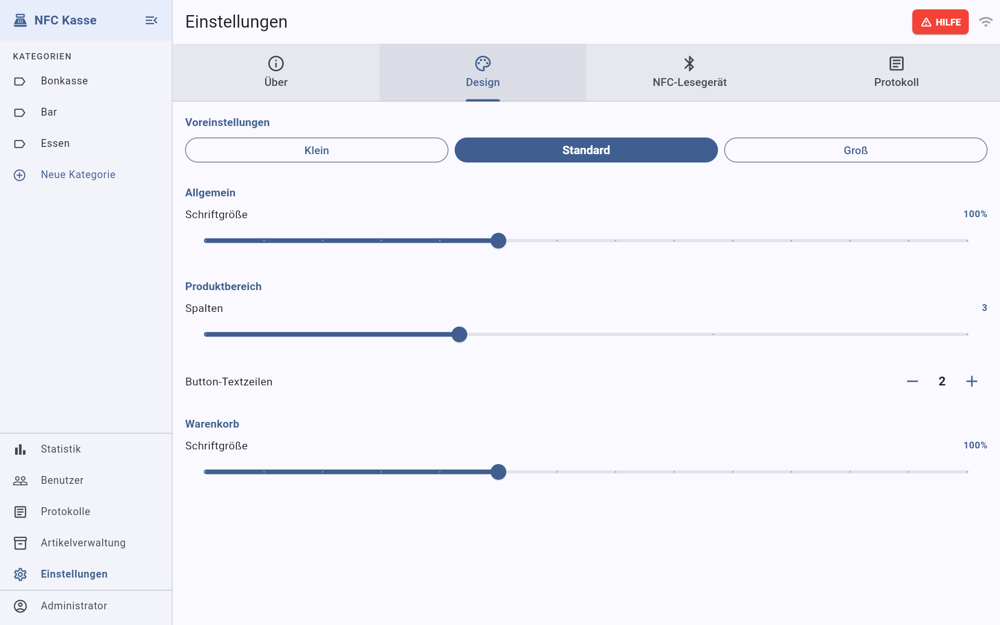 NFC Kasse
KATEGORIEN
Bonkasse
Bar
Essen
Neue Kategorie
Statistik
Benutzer
Protokolle
Artikelverwaltung
Einstellungen
Administrator
Einstellungen
HILFE
Über
Design
NFC-Lesegerät
Protokoll
Voreinstellungen
Klein
Standard
Groß
Allgemein
Schriftgröße
100%
Produktbereich
Spalten
3
Button-Textzeilen
2
Warenkorb
Schriftgröße
100%